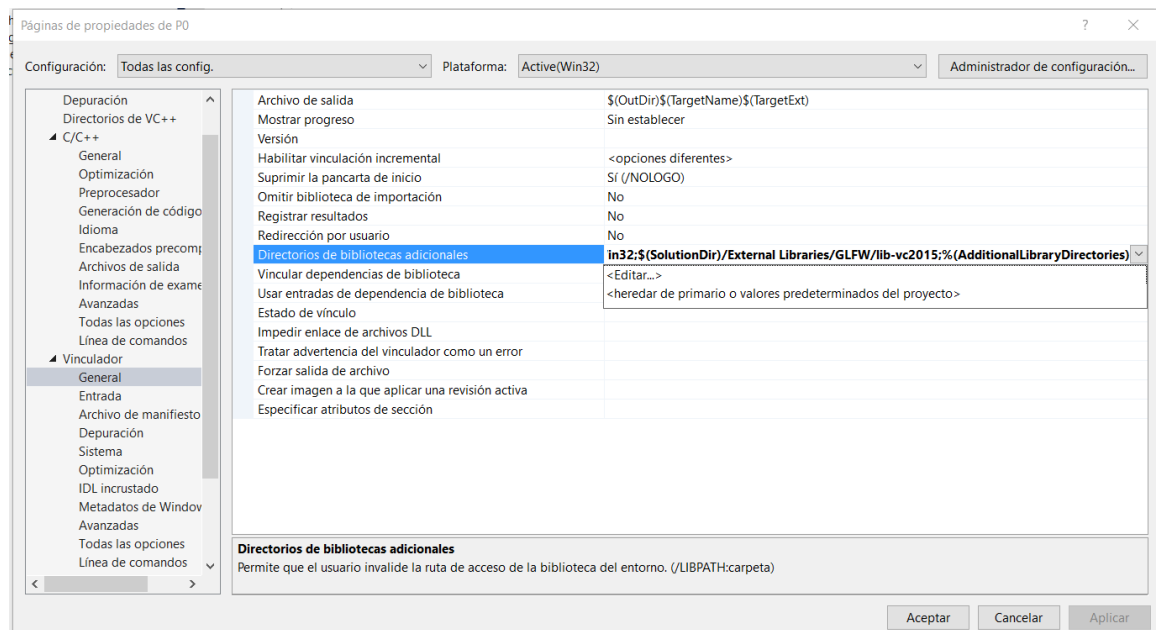 Páginas de propiedades de P0 ?
Configuración: Todas las config. Plataforma: Active(Win32) Administrador de configuración...
Depuración
Directorios de VC++
C/C++
General
Optimización
Preprocesador
Generación de código
Idioma
Encabezados precomp
Archivos de salida
Información de exame
Avanzadas
Todas las opciones
Línea de comandos
Vinculador
General
Entrada
Archivo de manifiesto
Depuración
Sistema
Optimización
IDL incrustado
Metadatos de Window
Avanzadas
Todas las opciones
Línea de comandos
Archivo de salida $(OutDir)$(TargetName)$(TargetExt)
Mostrar progreso Sin establecer
Versión
Habilitar vinculación incremental <opciones diferentes>
Suprimir la pancarta de inicio Sí (/NOLOGO)
Omitir biblioteca de importación No
Registrar resultados No
Redirección por usuario No
Directorios de bibliotecas adicionales in32;$(SolutionDir)/External Libraries/GLFW/lib-vc2015;%(AdditionalLibraryDirectories)
Vincular dependencias de biblioteca <Editar...>
Usar entradas de dependencia de biblioteca <heredar de primario o valores predeterminados del proyecto>
Estado de vínculo
Impedir enlace de archivos DLL
Tratar advertencia del vinculador como un error
Forzar salida de archivo
Crear imagen a la que aplicar una revisión activa
Especificar atributos de sección
Directorios de bibliotecas adicionales
Permite que el usuario invalide la ruta de acceso de la biblioteca del entorno. (/LIBPATH:carpeta)
Aceptar Cancelar Aplicar